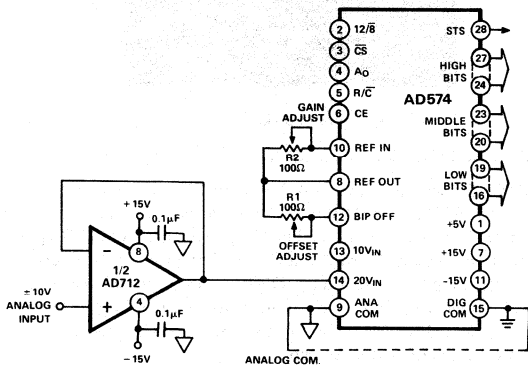 2 12/8̅
3 C̅S̅
4 A₀
5 R/C̅
6 CE
GAIN
ADJUST
R2
100Ω
10 REF IN
8 REF OUT
R1
100Ω
12 BIP OFF
OFFSET
ADJUST
13 10V_IN
14 20V_IN
9 ANA
COM
AD574
STS 28
27
HIGH
BITS
24
23
MIDDLE
BITS
20
19
LOW
BITS
16
+5V 1
+15V 7
-15V 11
DIG
COM 15
+15V
0.1µF
8
−
1/2
AD712
+
4
0.1µF
−15V
±10V
ANALOG
INPUT
ANALOG COM.